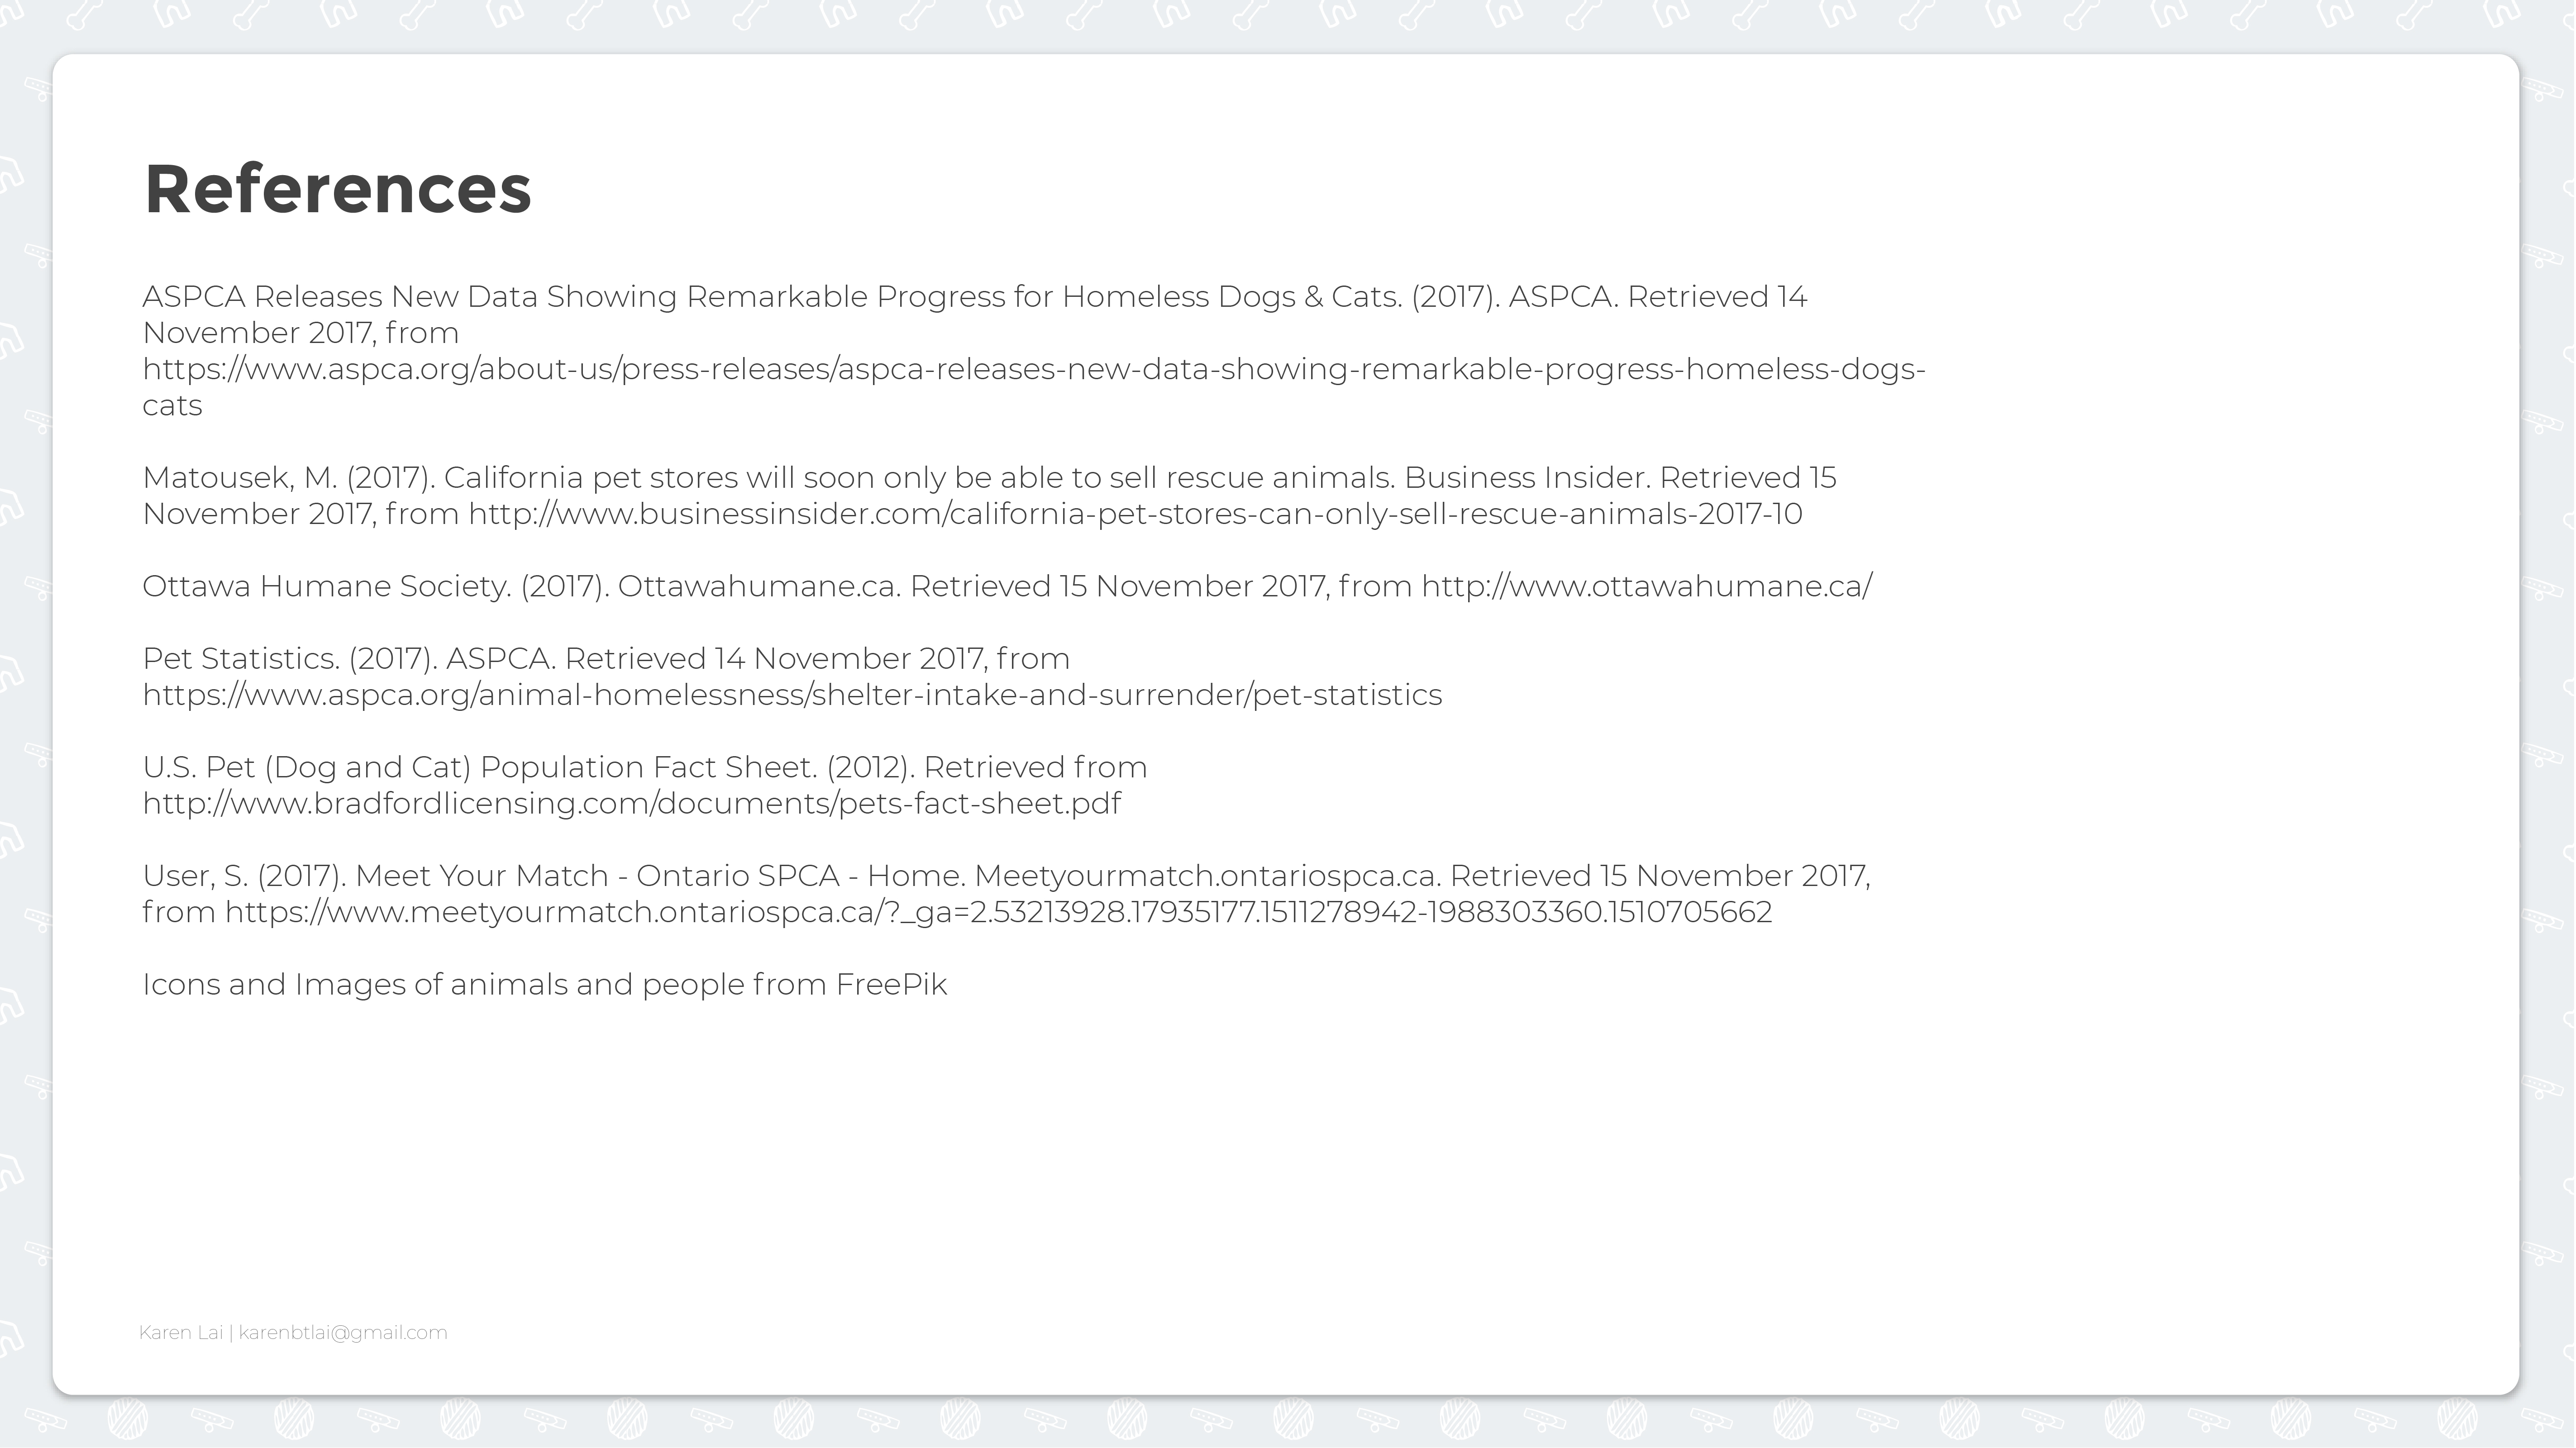 References
ASPCA Releases New Data Showing Remarkable Progress for Homeless Dogs & Cats. (2017). ASPCA. Retrieved 14
November 2017, from
https://www.aspca.org/about-us/press-releases/aspca-releases-new-data-showing-remarkable-progress-homeless-dogs-
cats
Matousek, M. (2017). California pet stores will soon only be able to sell rescue animals. Business Insider. Retrieved 15
November 2017, from http://www.businessinsider.com/california-pet-stores-can-only-sell-rescue-animals-2017-10
Ottawa Humane Society. (2017). Ottawahumane.ca. Retrieved 15 November 2017, from http://www.ottawahumane.ca/
Pet Statistics. (2017). ASPCA. Retrieved 14 November 2017, from
https://www.aspca.org/animal-homelessness/shelter-intake-and-surrender/pet-statistics
U.S. Pet (Dog and Cat) Population Fact Sheet. (2012). Retrieved from
http://www.bradfordlicensing.com/documents/pets-fact-sheet.pdf
User, S. (2017). Meet Your Match - Ontario SPCA - Home. Meetyourmatch.ontariospca.ca. Retrieved 15 November 2017,
from https://www.meetyourmatch.ontariospca.ca/?_ga=2.53213928.17935177.1511278942-1988303360.1510705662
Icons and Images of animals and people from FreePik
Karen Lai | karenbtlai@gmail.com